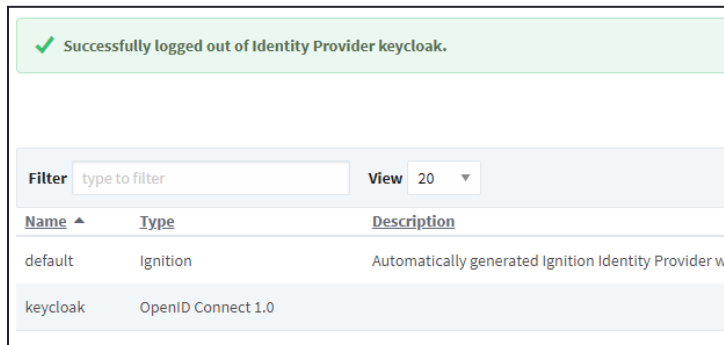 Successfully logged out of Identity Provider keycloak.
Filter type to filter View 20
Name Type Description
default Ignition Automatically generated Ignition Identity Provider
keycloak OpenID Connect 1.0